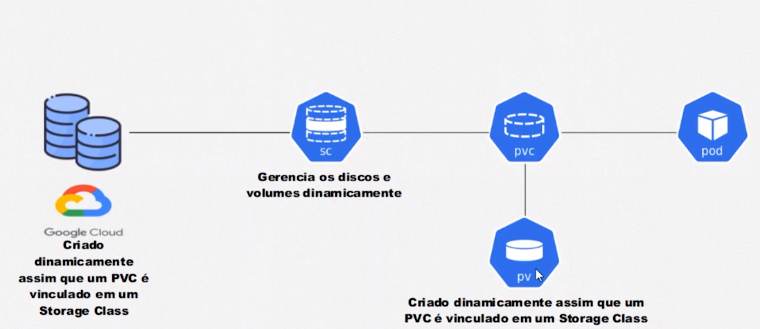 sc
pvc
pod
Gerencia os discos e
volumes dinamicamente
Google Cloud
Criado
dinamicamente
assim que um PVC é
vinculado em um
Storage Class
pv
Criado dinamicamente assim que um
PVC é vinculado em um Storage Class